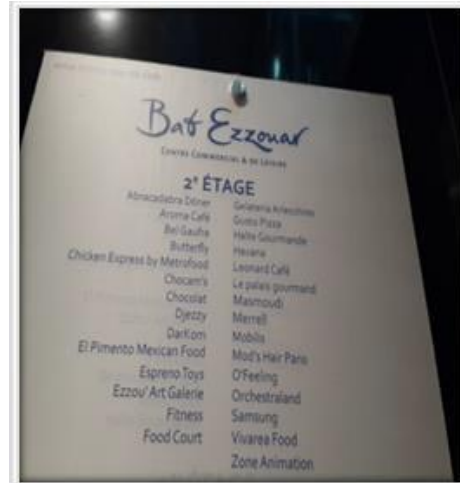 Bab Ezzouar
CENTRE COMMERCIAL & DE LOISIRS
2ᵉ ÉTAGE
Abracadabra Döner
Aroma Café
Bel Gaufra
Butterfly
Chicken Express by Metrofood
Chocam's
Chocolat
Djezzy
DarKom
El Pimento Mexican Food
Espreno Toys
Ezzou' Art Galerie
Fitness
Food Court
Gelateria Arlecchino
Gusto Pizza
Halte Gourmande
Havana
Leonard Café
Le palais gourmand
Masmoudi
Merrell
Mobilis
Mod's Hair Paris
O'Feeling
Orchestraland
Samsung
Vivarea Food
Zone Animation